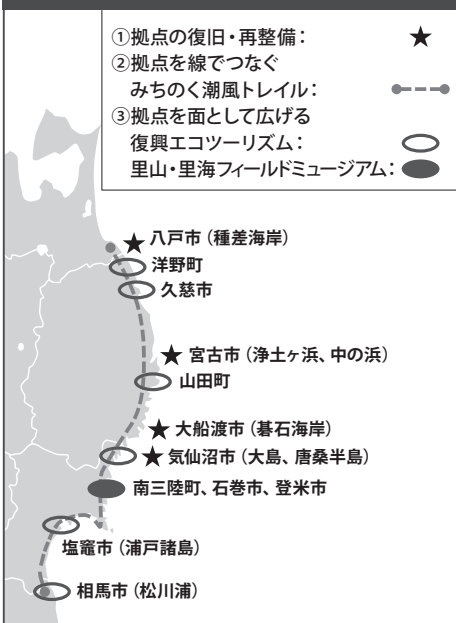 ①拠点の復旧・再整備：
②拠点を線でつなぐ
みちのく潮風トレイル：
③拠点を面として広げる
復興エコツーリズム：
里山・里海フィールドミュージアム：
八戸市（種差海岸）
洋野町
久慈市
宮古市（浄土ヶ浜、中の浜）
山田町
大船渡市（碁石海岸）
気仙沼市（大島、唐桑半島）
南三陸町、石巻市、登米市
塩竈市（浦戸諸島）
相馬市（松川浦）